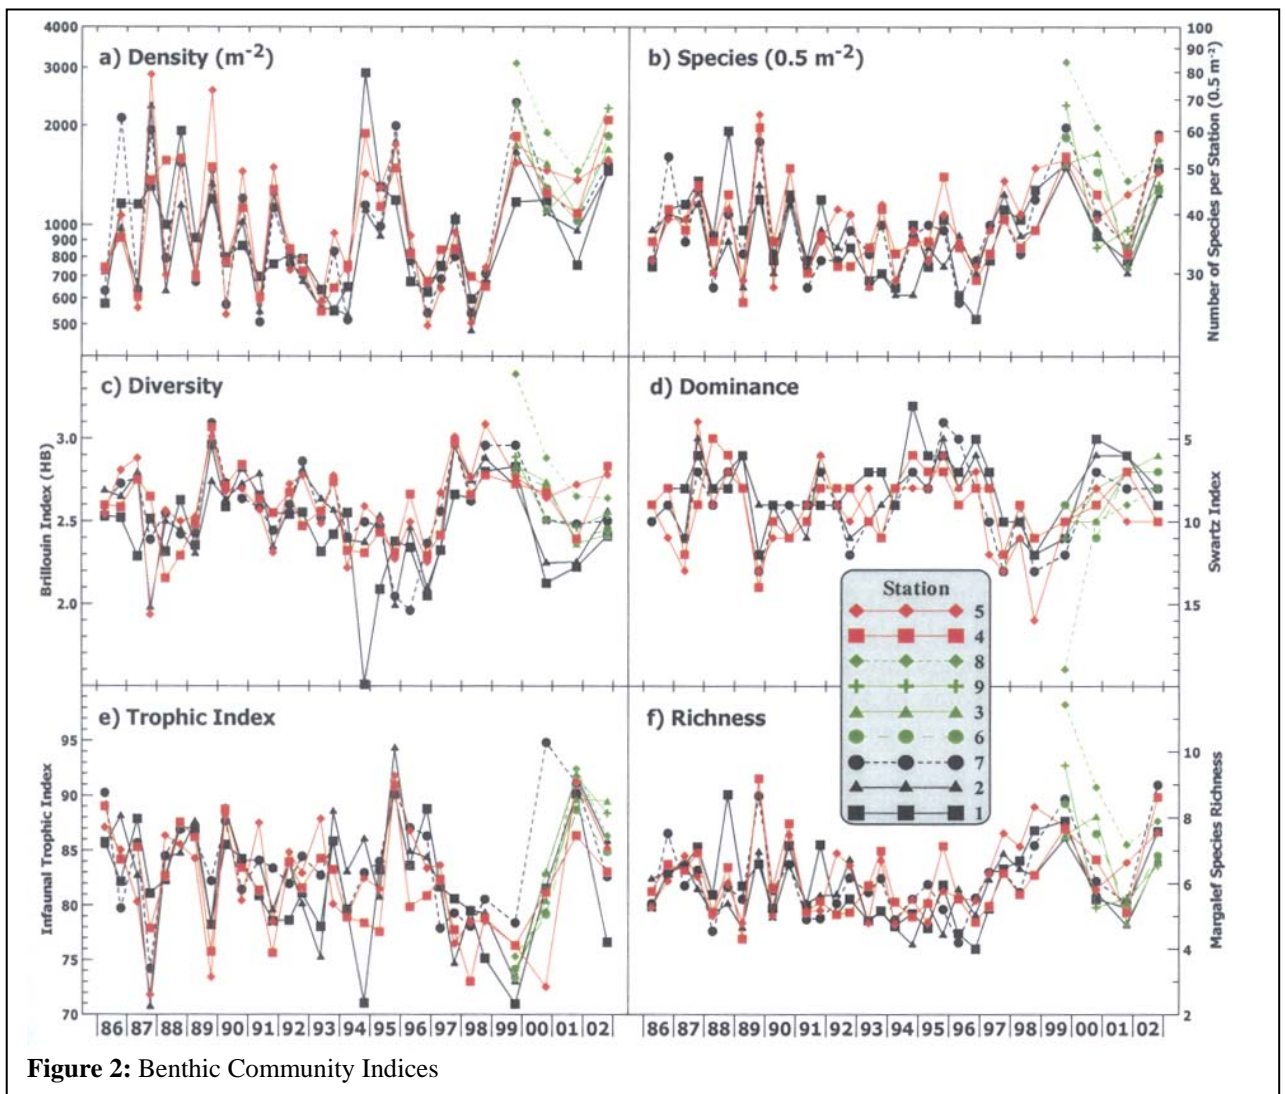 a) Density (m-2)
4000
3000
2000
1000
900
800
700
600
500
b) Species (0.5 m-2)
100
90
80
70
60
50
40
30
Number of Species per Station (0.5 m-2)
c) Diversity
Brillouin Index (HB)
3.0
2.5
2.0
d) Dominance
5
10
15
Swartz Index
Station
5
4
8
9
3
6
7
2
1
e) Trophic Index
Infaunal Trophic Index
95
90
85
80
75
70
86 87 88 89 90 91 92 93 94 95 96 97 98 99 00 01 02
f) Richness
10
8
6
4
2
Margalef Species Richness
86 87 88 89 90 91 92 93 94 95 96 97 98 99 00 01 02
Figure 2: Benthic Community Indices